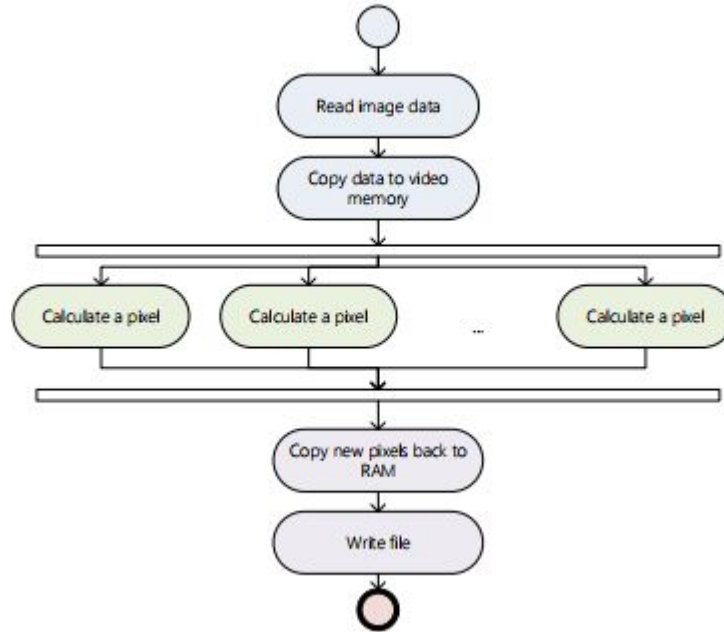 Read image data
Copy data to video
memory
Calculate a pixel
Calculate a pixel
...
Calculate a pixel
Copy new pixels back to
RAM
Write file